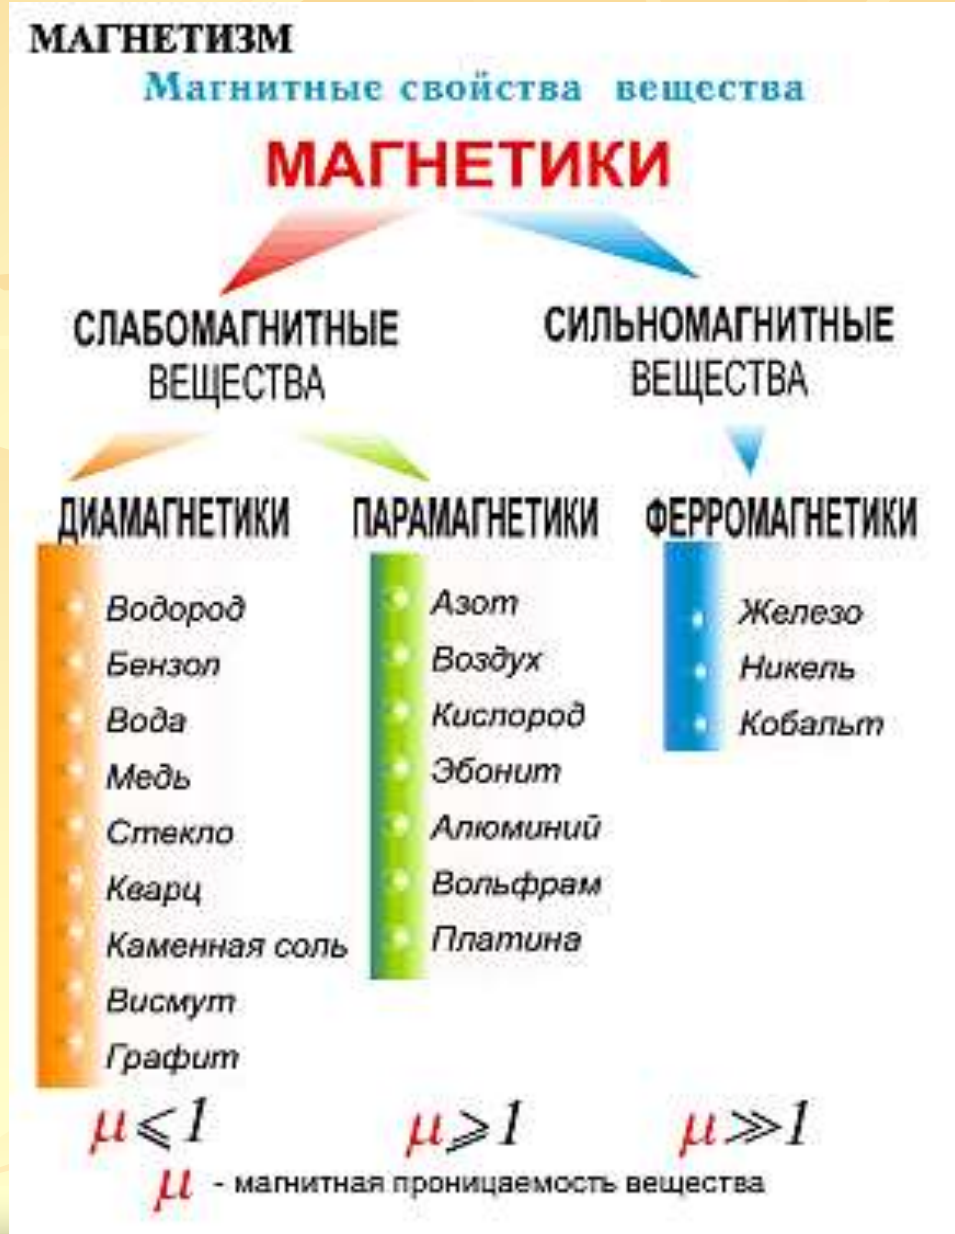 МАГНЕТИЗМ
Магнитные свойства вещества
МАГНЕТИКИ
СЛАБОМАГНИТНЫЕ
ВЕЩЕСТВА
СИЛЬНОМАГНИТНЫЕ
ВЕЩЕСТВА
ДИАМАГНЕТИКИ
Водород
Бензол
Вода
Медь
Стекло
Кварц
Каменная соль
Висмут
Графит
μ⩽1
ПАРАМАГНЕТИКИ
Азот
Воздух
Кислород
Эбонит
Алюминий
Вольфрам
Платина
μ⩾1
ФЕРРОМАГНЕТИКИ
Железо
Никель
Кобальт
μ≫1
μ - магнитная проницаемость вещества